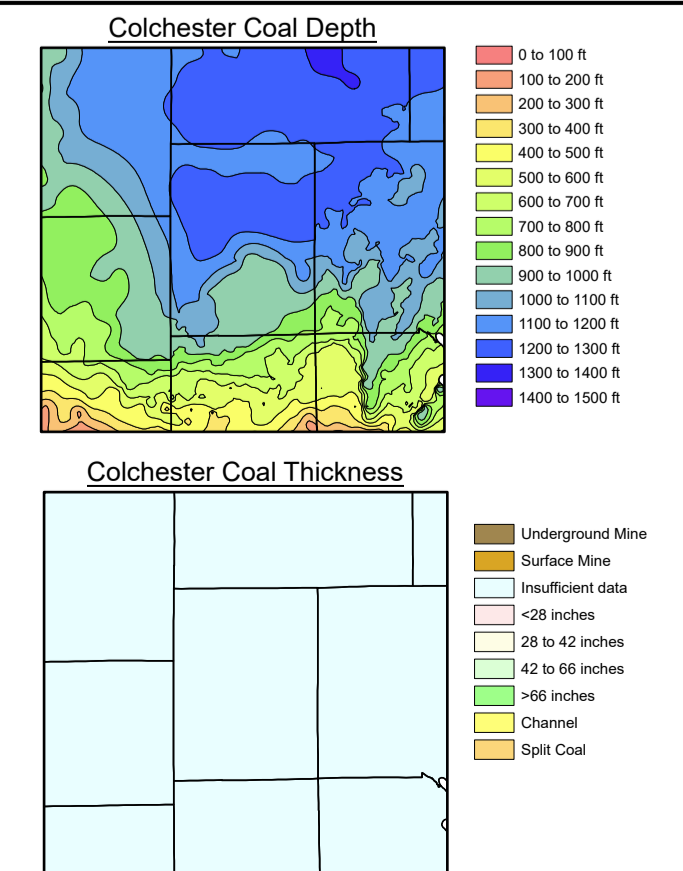 Colchester Coal Depth
0 to 100 ft
100 to 200 ft
200 to 300 ft
300 to 400 ft
400 to 500 ft
500 to 600 ft
600 to 700 ft
700 to 800 ft
800 to 900 ft
900 to 1000 ft
1000 to 1100 ft
1100 to 1200 ft
1200 to 1300 ft
1300 to 1400 ft
1400 to 1500 ft
Colchester Coal Thickness
Underground Mine
Surface Mine
Insufficient data
<28 inches
28 to 42 inches
42 to 66 inches
>66 inches
Channel
Split Coal